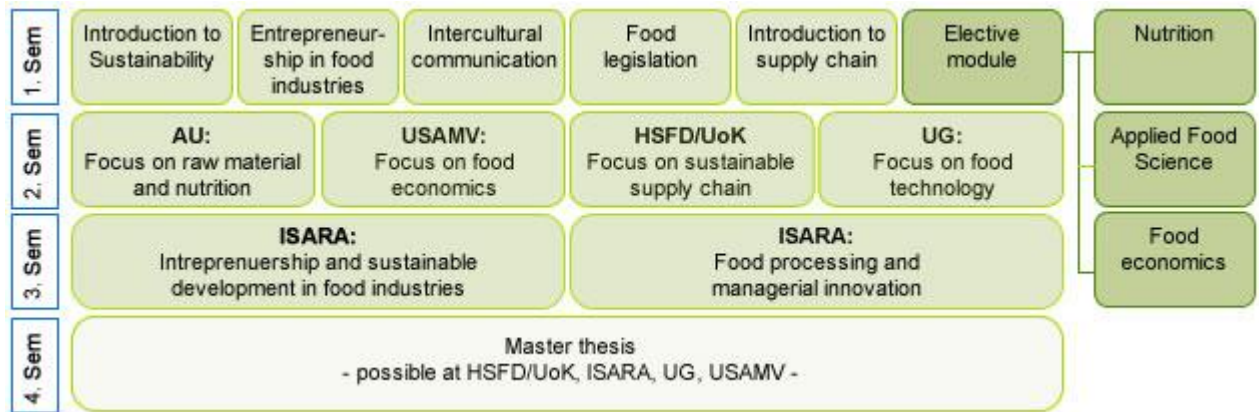 1. Sem
Introduction to
Sustainability
Entrepreneur-
ship in food
industries
Intercultural
communication
Food
legislation
Introduction to
supply chain
Elective
module
Nutrition
2. Sem
AU:
Focus on raw material
and nutrition
USAMV:
Focus on food
economics
HSFD/UoK
Focus on sustainable
supply chain
UG:
Focus on food
technology
Applied Food
Science
3. Sem
ISARA:
Intreprenuership and sustainable
development in food industries
ISARA:
Food processing and
managerial innovation
Food
economics
4. Sem
Master thesis
- possible at HSFD/UoK, ISARA, UG, USAMV -